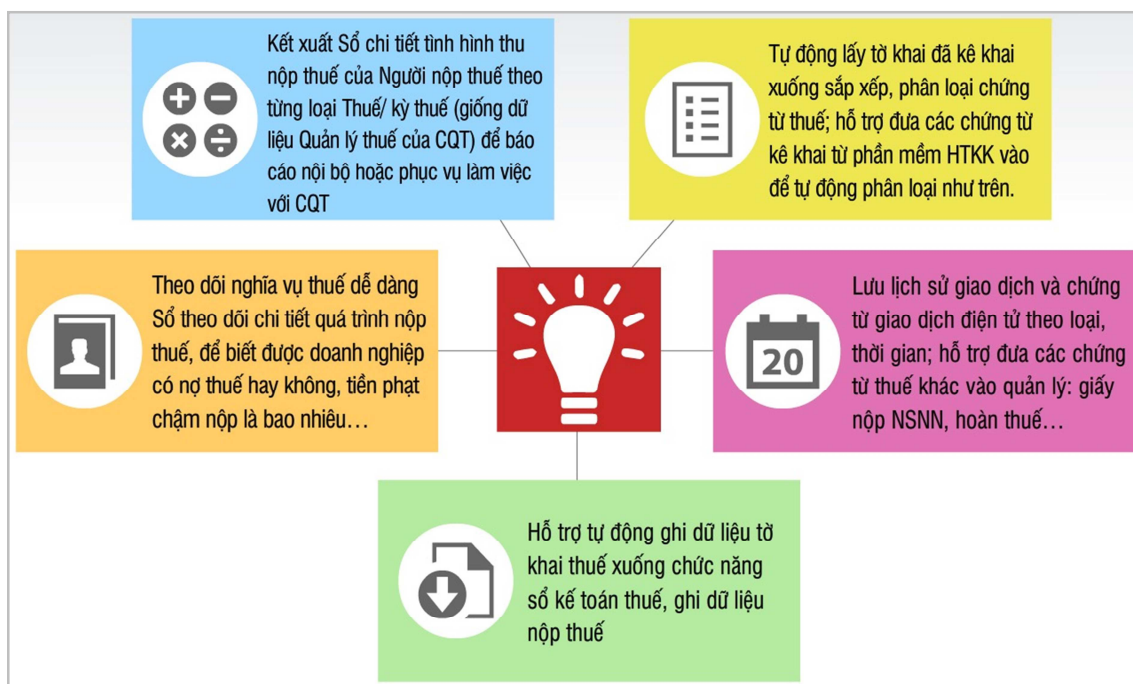 Kết xuất Sổ chi tiết tình hình thu
nộp thuế của Người nộp thuế theo
từng loại Thuế/ kỳ thuế (giống dữ
liệu Quản lý thuế của CQT) để báo
cáo nội bộ hoặc phục vụ làm việc
với CQT
Tự động lấy tờ khai đã kê khai
xuống sắp xếp, phân loại chứng
từ thuế; hỗ trợ đưa các chứng từ
kê khai từ phần mềm HTKK vào
để tự động phân loại như trên.
Theo dõi nghĩa vụ thuế dễ dàng
Sổ theo dõi chi tiết quá trình nộp
thuế, để biết được doanh nghiệp
có nợ thuế hay không, tiền phạt
chậm nộp là bao nhiêu...
20
Lưu lịch sử giao dịch và chứng
từ giao dịch điện tử theo loại,
thời gian; hỗ trợ đưa các chứng
từ thuế khác vào quản lý: giấy
nộp NSNN, hoàn thuế...
Hỗ trợ tự động ghi dữ liệu tờ
khai thuế xuống chức năng
sổ kế toán thuế, ghi dữ liệu
nộp thuế